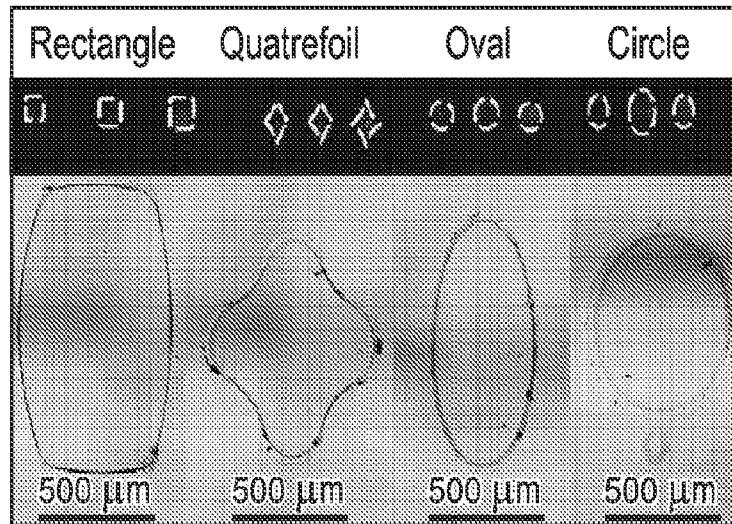 Rectangle Quatrefoil Oval Circle
500 μm 500 μm 500 μm 500 μm